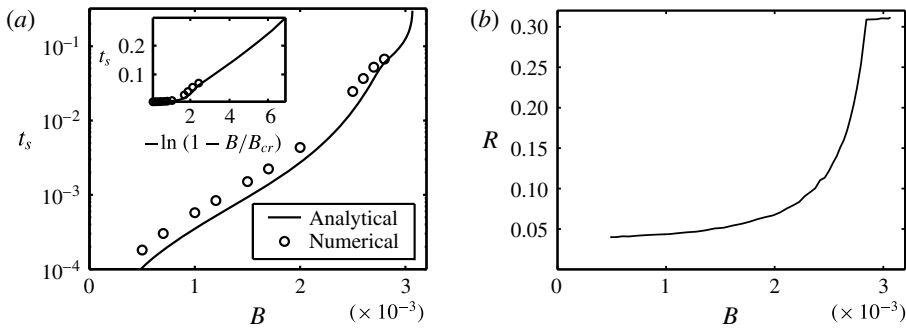 (a)
10⁻¹
10⁻²
10⁻³
10⁻⁴
t_s
0.2
0.1
t_s
2 4 6
−ln (1 − B/B_cr)
Analytical
Numerical
0 1 2 3
B
(× 10⁻³)
(b)
0.30
0.25
0.20
0.15
0.10
0.05
R
0 1 2 3
B
(× 10⁻³)